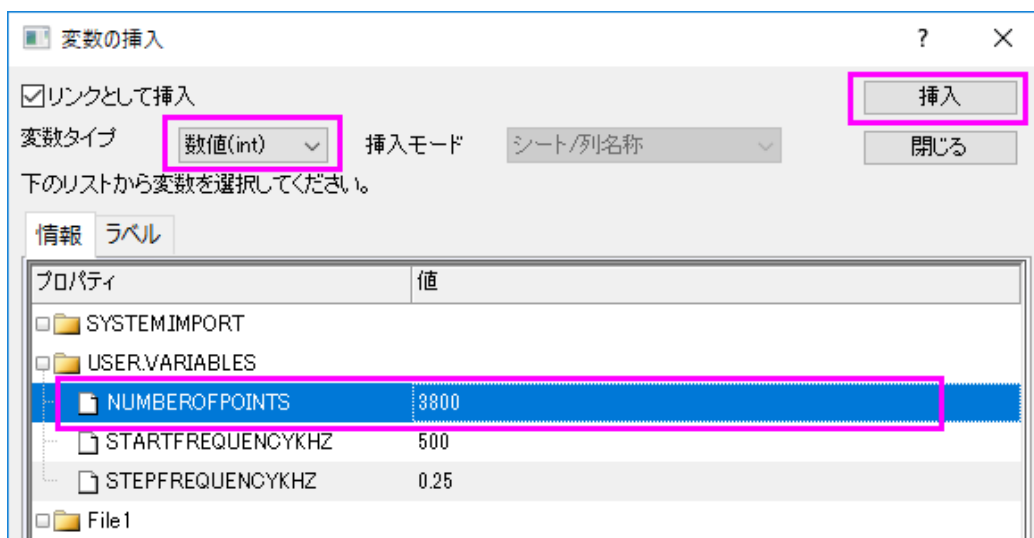 変数の挿入 ?
リンクとして挿入 挿入
変数タイプ 数値(int) 挿入モード シート/列名称 閉じる
下のリストから変数を選択してください。
情報 ラベル
プロパティ 値
SYSTEM.IMPORT
USER.VARIABLES
NUMBEROFPOINTS 3800
STARTFREQUENCYKHZ 500
STEPFREQUENCYKHZ 0.25
File1